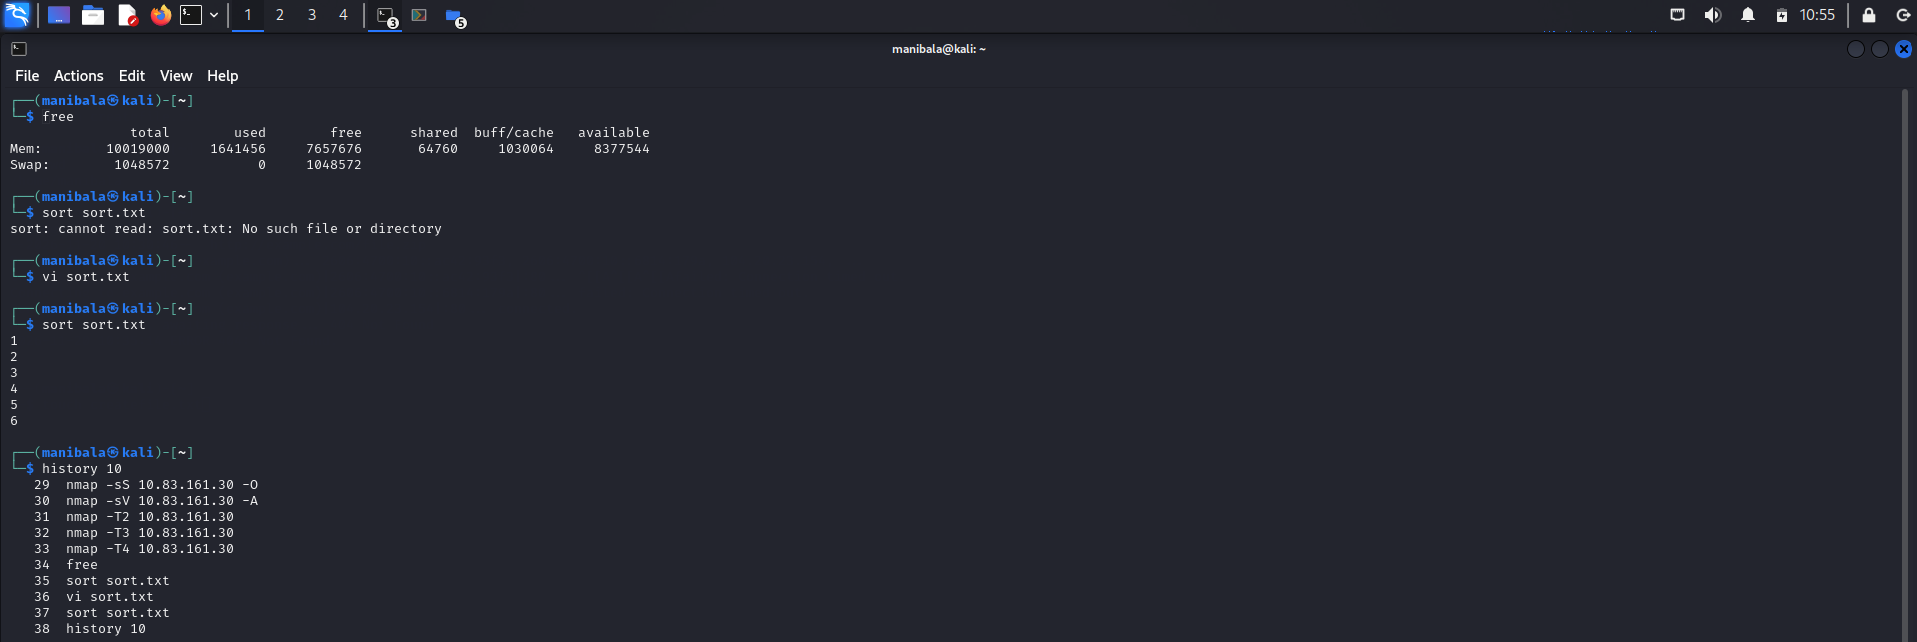 1 2 3 4 3 5 10:55
manibala@kali: ~
File Actions Edit View Help
┌──(manibala㉿kali)-[~]
└─$ free
               total        used        free      shared  buff/cache   available
Mem:        10019000     1641456     7657676       64760     1030064     8377544
Swap:        1048572           0     1048572

┌──(manibala㉿kali)-[~]
└─$ sort sort.txt
sort: cannot read: sort.txt: No such file or directory

┌──(manibala㉿kali)-[~]
└─$ vi sort.txt

┌──(manibala㉿kali)-[~]
└─$ sort sort.txt
1
2
3
4
5
6

┌──(manibala㉿kali)-[~]
└─$ history 10
   29  nmap -sS 10.83.161.30 -O
   30  nmap -sV 10.83.161.30 -A
   31  nmap -T2 10.83.161.30
   32  nmap -T3 10.83.161.30
   33  nmap -T4 10.83.161.30
   34  free
   35  sort sort.txt
   36  vi sort.txt
   37  sort sort.txt
   38  history 10